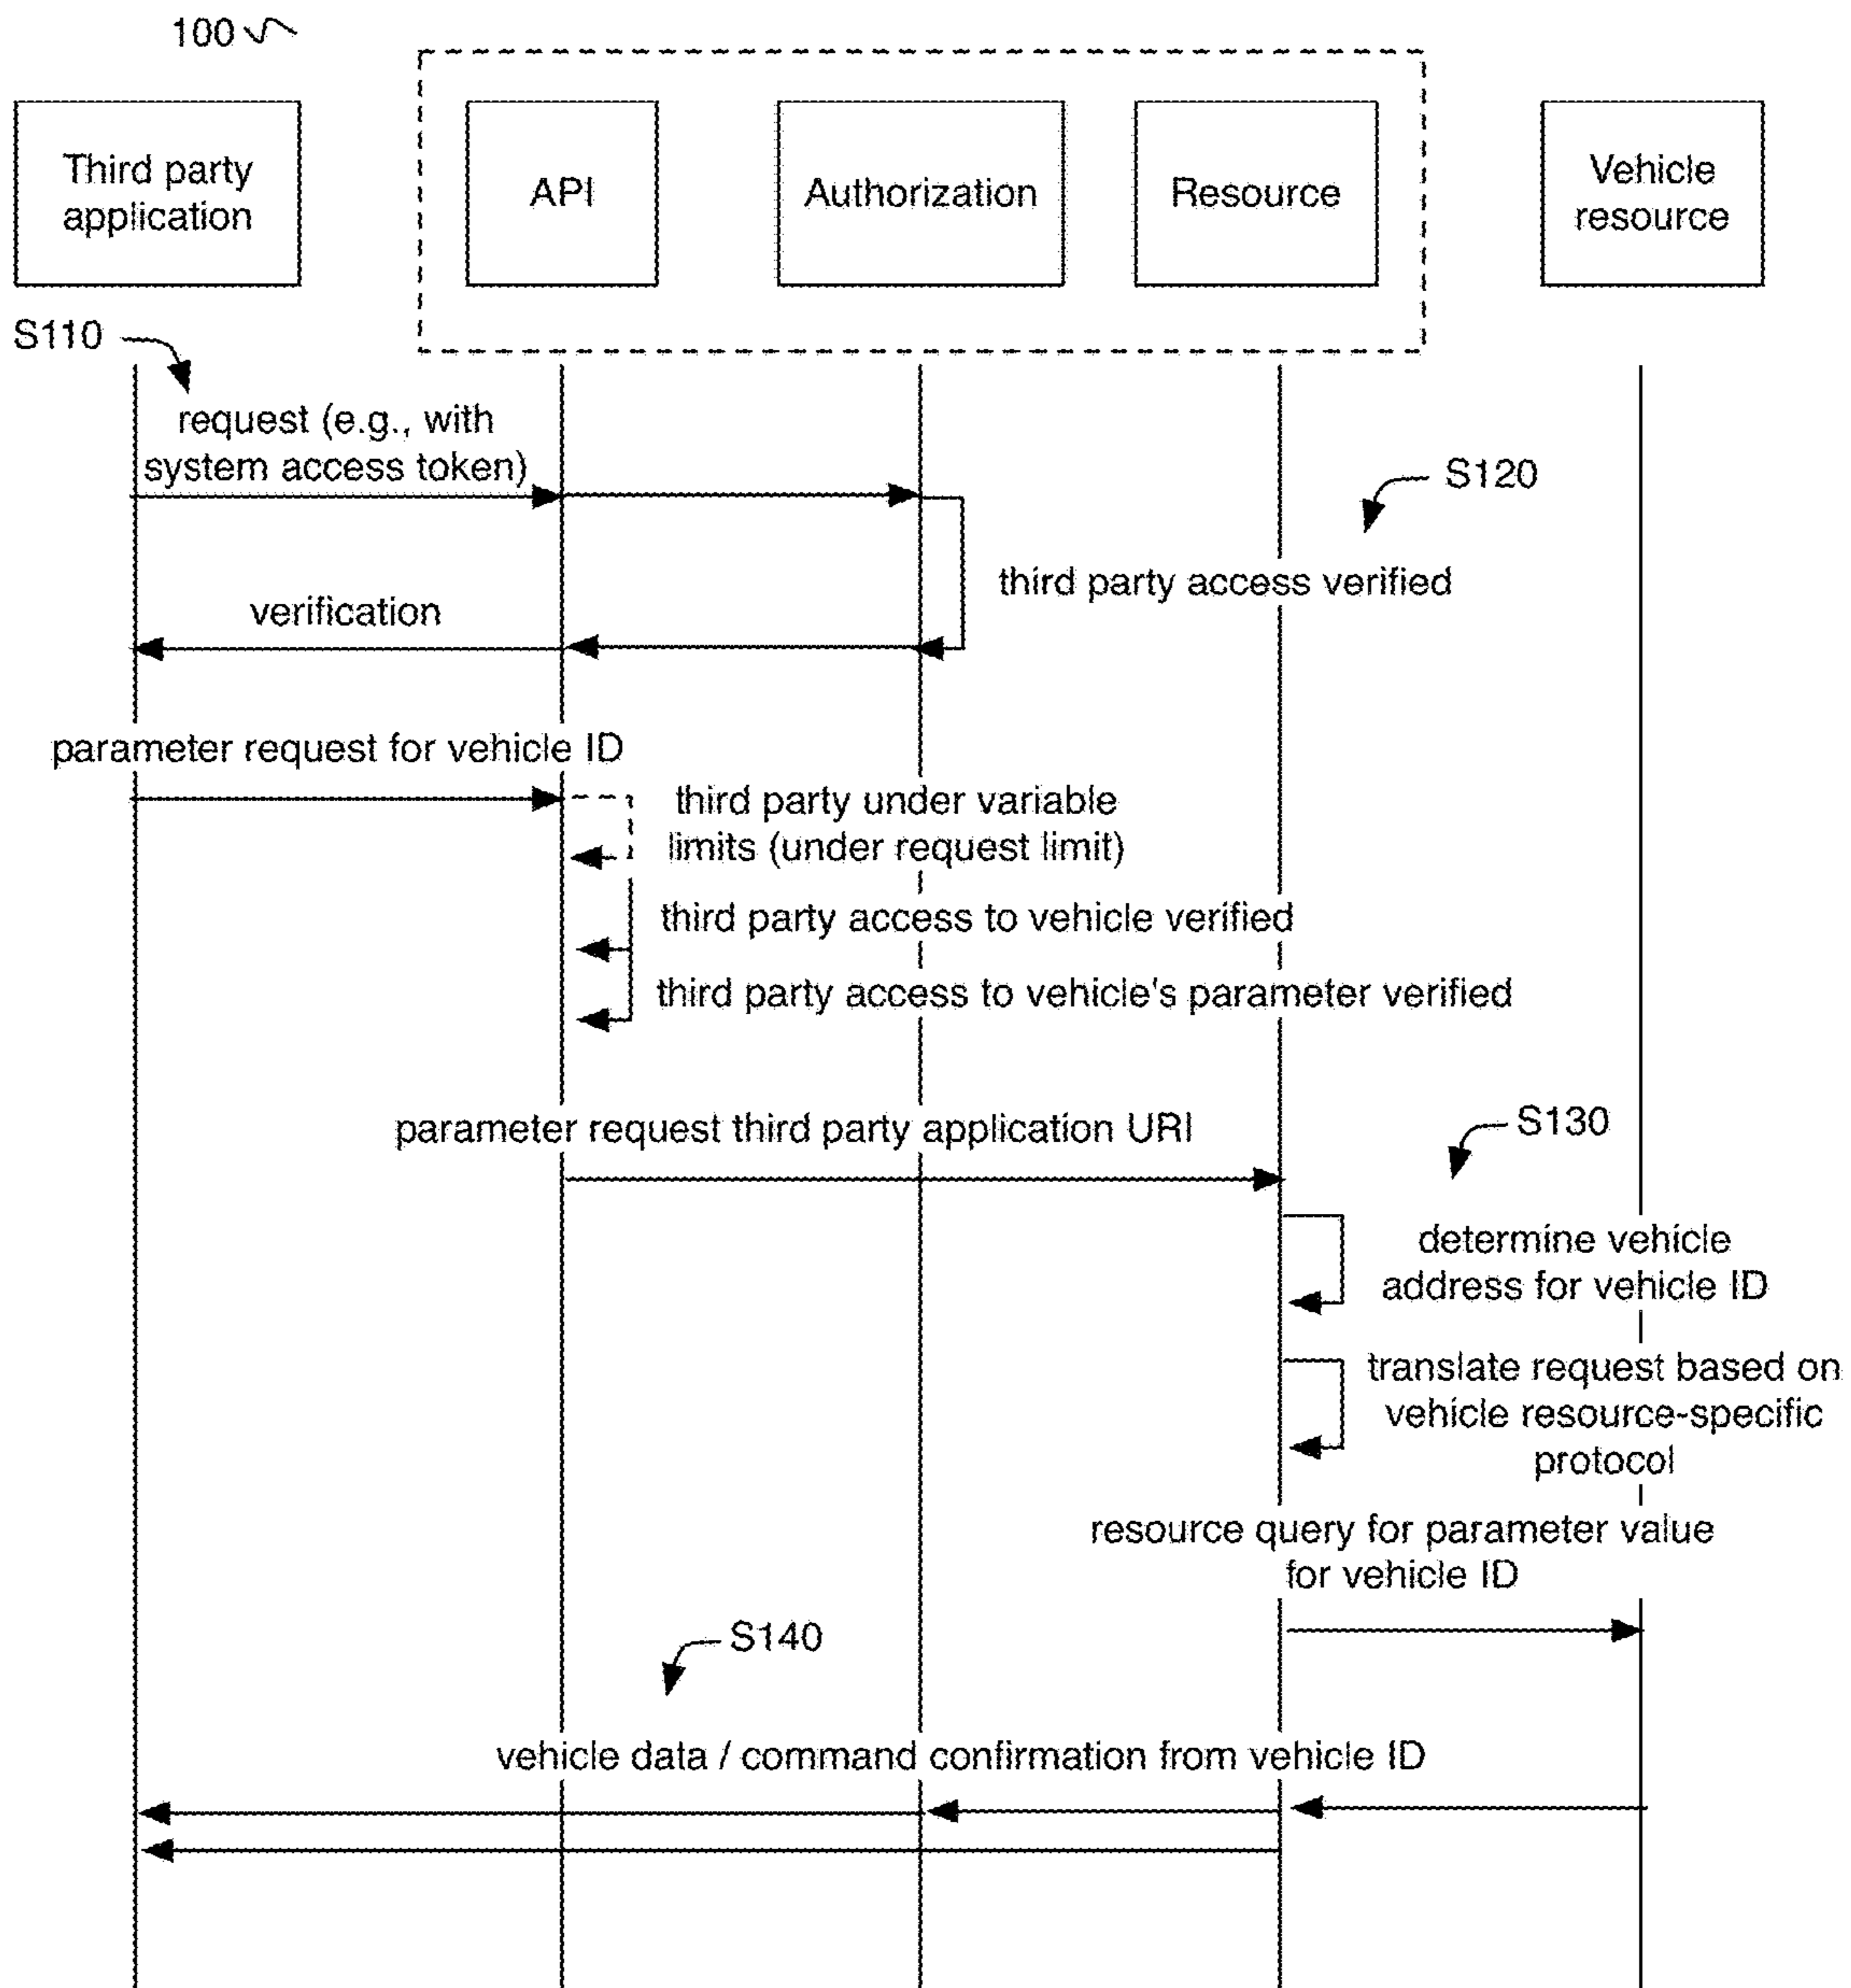 100
Third party
application
API
Authorization
Resource
Vehicle
resource
S110
request (e.g., with
system access token)
S120
third party access verified
verification
parameter request for vehicle ID
third party under variable
limits (under request limit)
third party access to vehicle verified
third party access to vehicle's parameter verified
parameter request third party application URI
S130
determine vehicle
address for vehicle ID
translate request based on
vehicle resource-specific
protocol
resource query for parameter value
for vehicle ID
S140
vehicle data / command confirmation from vehicle ID